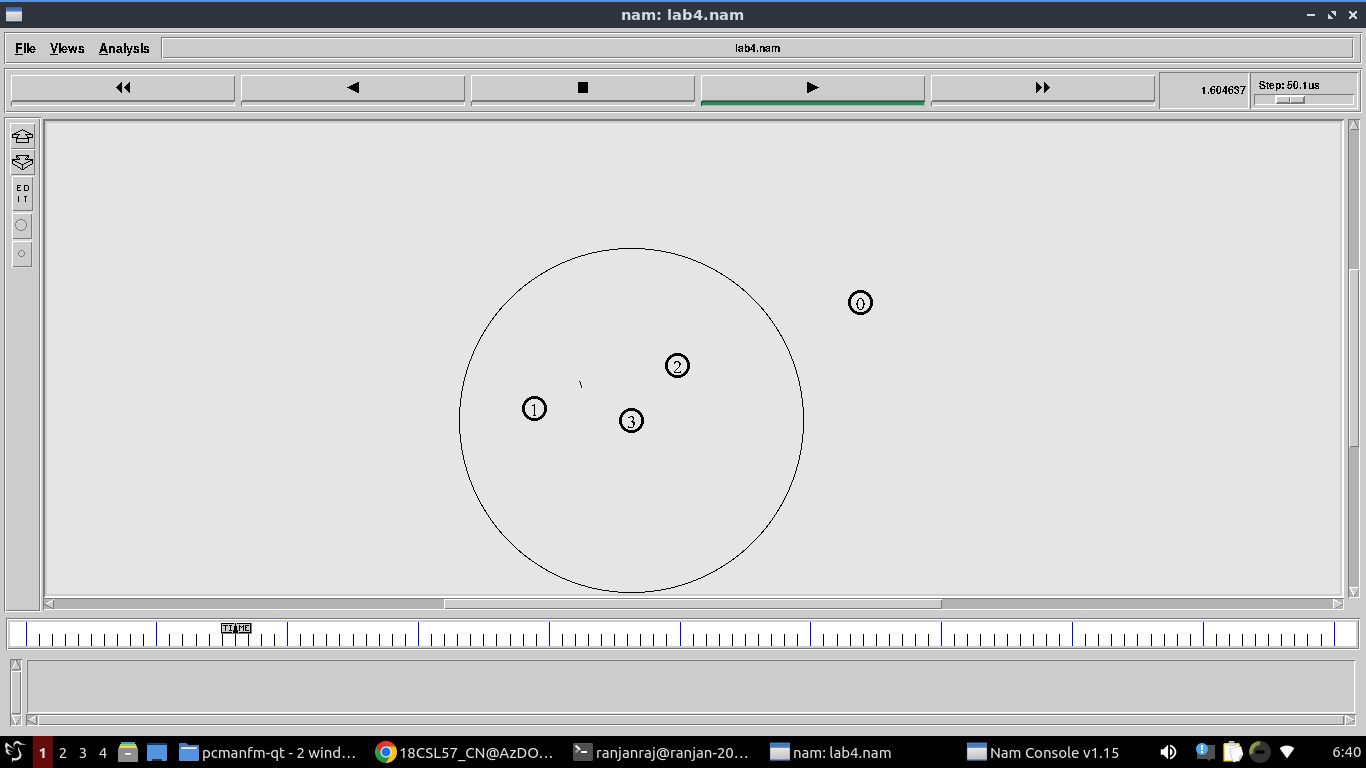 nam: lab4.nam
File Views Analysis lab4.nam
1.604637 Step: 50.1us
ED
IT
0
2
1
3
TIME
1 2 3 4 pcmanfm-qt - 2 wind... 18CSL57_CN@AzDO... ranjanraj@ranjan-20... nam: lab4.nam Nam Console v1.15 6:40